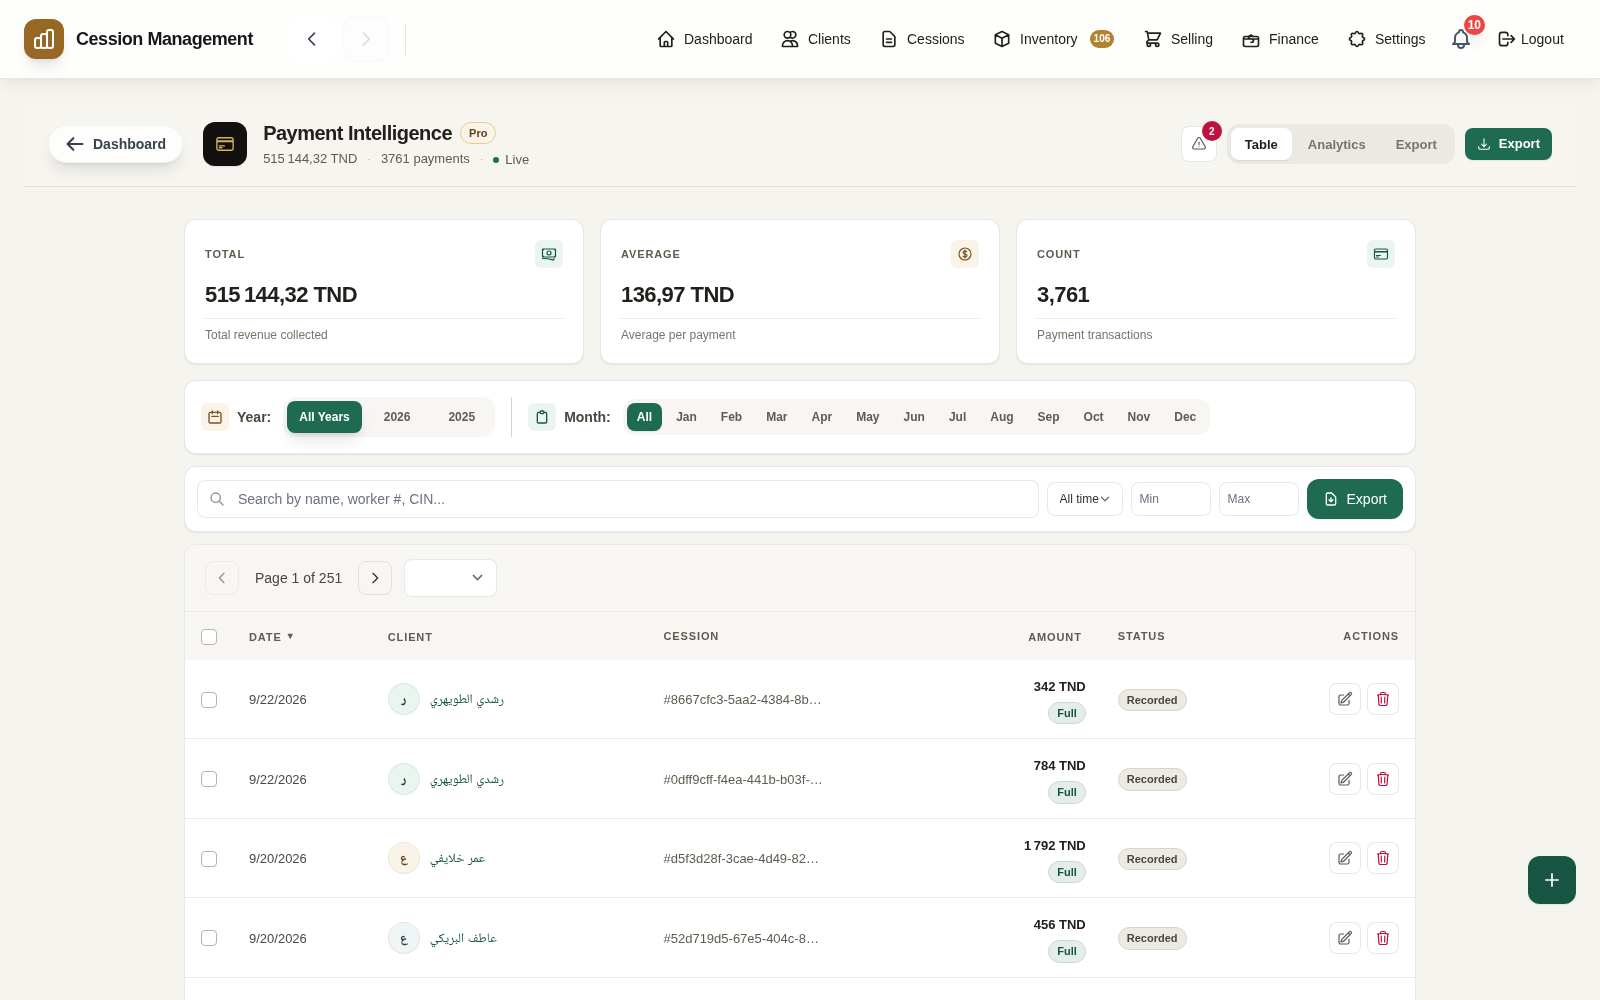 Cession Management
Dashboard
Clients
Cessions
Inventory 106
Selling
Finance
Settings
10
Logout
Dashboard
Payment Intelligence Pro
515 144,32 TND · 3761 payments · Live
2
Table
Analytics
Export
Export
TOTAL
515 144,32 TND
Total revenue collected
AVERAGE
136,97 TND
Average per payment
COUNT
3,761
Payment transactions
Year: All Years 2026 2025
Month: All Jan Feb Mar Apr May Jun Jul Aug Sep Oct Nov Dec
Search by name, worker #, CIN...
All time
Min
Max
Export
Page 1 of 251
DATE ▼ CLIENT CESSION AMOUNT STATUS ACTIONS
9/22/2026 ر رشدي الطويهري #8667cfc3-5aa2-4384-8b… 342 TND Recorded
Full
9/22/2026 ر رشدي الطويهري #0dff9cff-f4ea-441b-b03f-… 784 TND Recorded
Full
9/20/2026 ع عمر خلايفي #d5f3d28f-3cae-4d49-82… 1 792 TND Recorded
Full
9/20/2026 ع عاطف البريكي #52d719d5-67e5-404c-8… 456 TND Recorded
Full